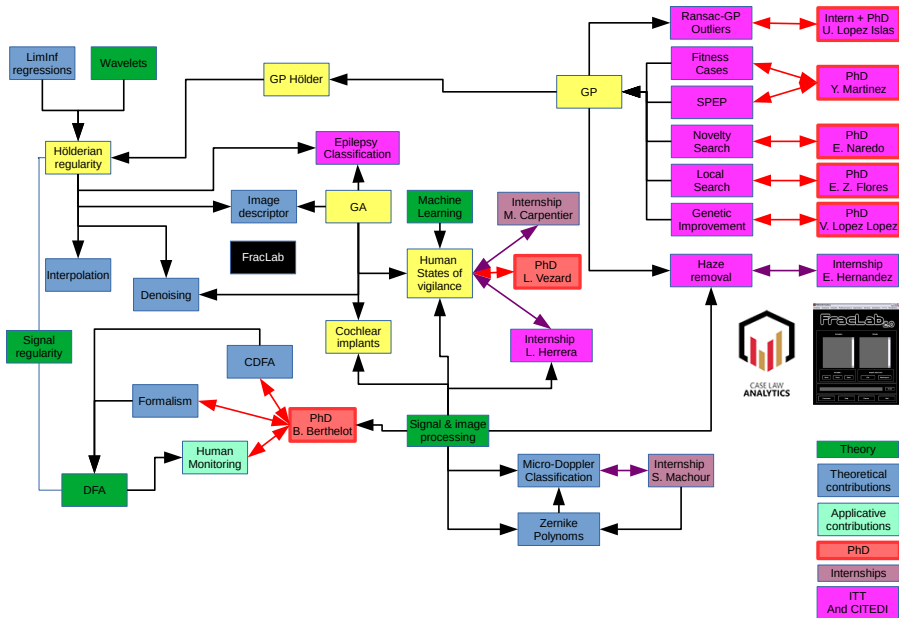 LimInf
regressions
Wavelets
GP Hölder
GP
Ransac-GP
Outliers
Intern + PhD
U. Lopez Islas
Fitness
Cases
PhD
Y. Martinez
SPEP
Hölderian
regularity
Epilepsy
Classification
Novelty
Search
PhD
E. Naredo
Local
Search
PhD
E. Z. Flores
Image
descriptor
GA
Machine
Learning
Internship
M. Carpentier
Genetic
Improvement
PhD
V. Lopez Lopez
FracLab
Interpolation
Denoising
Human
States of
vigilance
PhD
L. Vezard
Haze
removal
Internship
E. Hernandez
Signal
regularity
Cochlear
implants
Internship
L. Herrera
CASE LAW
ANALYTICS
FracLab
CDFA
Formalism
PhD
B. Berthelot
Signal & image
processing
Human
Monitoring
DFA
Micro-Doppler
Classification
Internship
S. Machour
Zernike
Polynoms
Theory
Theoretical
contributions
Applicative
contributions
PhD
Internships
ITT
And CITEDI